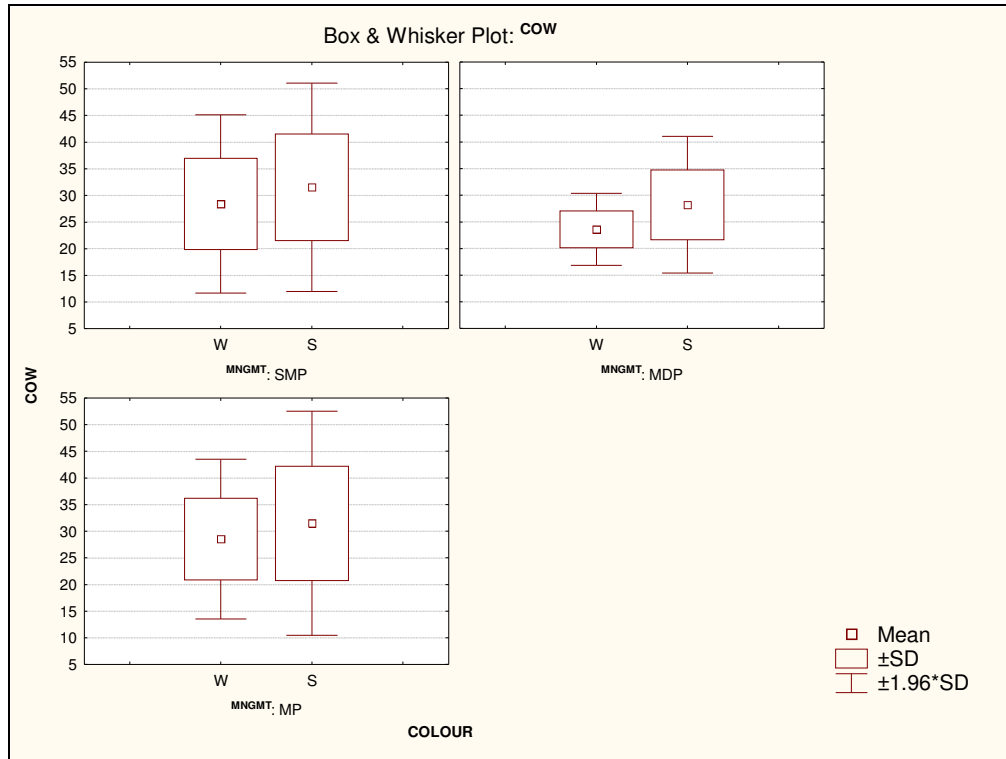 Box & Whisker Plot: COW
55
50
45
40
35
30
25
20
15
10
5
W S
MNGMT: SMP
W S
MNGMT: MDP
COW
55
50
45
40
35
30
25
20
15
10
5
W S
MNGMT: MP
COLOUR
Mean
±SD
±1.96*SD